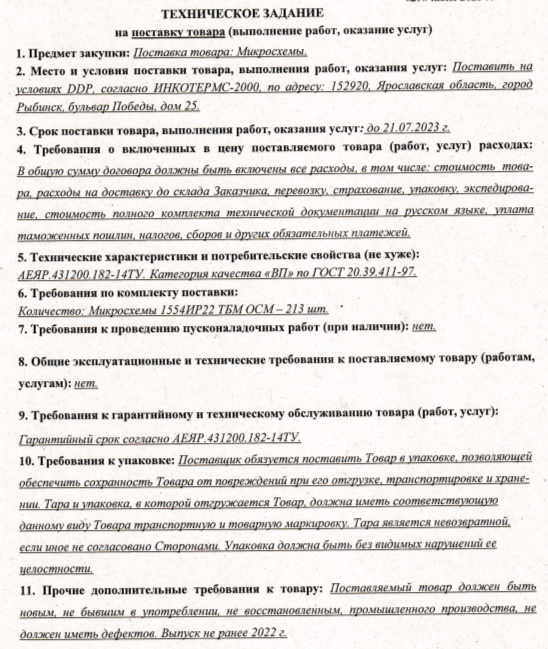 ТЕХНИЧЕСКОЕ ЗАДАНИЕ
на поставку товара (выполнение работ, оказание услуг)
1. Предмет закупки: Поставка товара: Микросхемы.
2. Место и условия поставки товара, выполнения работ, оказания услуг: Поставить на
условиях DDP, согласно ИНКОТЕРМС-2000, по адресу: 152920, Ярославская область, город
Рыбинск, бульвар Победы, дом 25.
3. Срок поставки товара, выполнения работ, оказания услуг: до 21.07.2023 г.
4. Требования о включенных в цену поставляемого товара (работ, услуг) расходах:
В общую сумму договора должны быть включены все расходы, в том числе: стоимость това-
ра, расходы на доставку до склада Заказчика, перевозку, страхование, упаковку, экспедирова-
ние, стоимость полного комплекта технической документации на русском языке, уплата
таможенных пошлин, налогов, сборов и других обязательных платежей.
5. Технические характеристики и потребительские свойства (не хуже):
АЕЯР.431200.182-14ТУ. Категория качества «ВП» по ГОСТ 20.39.411-97.
6. Требования по комплекту поставки:
Количество: Микросхемы 1554ИР22 ТБМ ОСМ – 213 шт.
7. Требования к проведению пусконаладочных работ (при наличии): нет.
8. Общие эксплуатационные и технические требования к поставляемому товару (работам,
услугам): нет.
9. Требования к гарантийному и техническому обслуживанию товара (работ, услуг):
Гарантийный срок согласно АЕЯР.431200.182-14ТУ.
10. Требования к упаковке: Поставщик обязуется поставить Товар в упаковке, позволяющей
обеспечить сохранность Товара от повреждений при его отгрузке, транспортировке и хране-
нии. Тара и упаковка, в которой отгружается Товар, должна иметь соответствующую
данному виду Товара транспортную и товарную маркировку. Тара является невозвратной,
если иное не согласовано Сторонами. Упаковка должна быть без видимых нарушений ее
целостности.
11. Прочие дополнительные требования к товару: Поставляемый товар должен быть
новым, не бывшим в употреблении, не восстановленным, промышленного производства, не
должен иметь дефектов. Выпуск не ранее 2022 г.